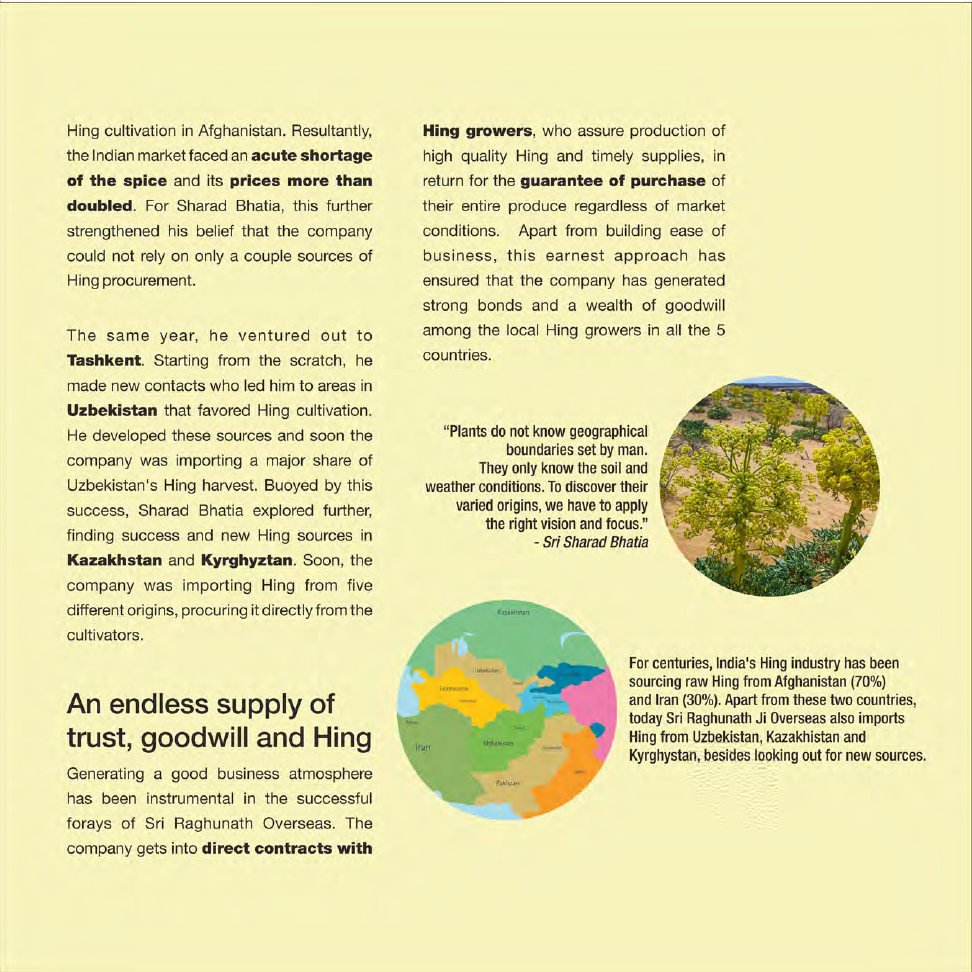 Hing cultivation in Afghanistan. Resultantly,
the Indian market faced an acute shortage
of the spice and its prices more than
doubled. For Sharad Bhatia, this further
strengthened his belief that the company
could not rely on only a couple sources of
Hing procurement.
The same year, he ventured out to
Tashkent. Starting from the scratch, he
made new contacts who led him to areas in
Uzbekistan that favored Hing cultivation.
He developed these sources and soon the
company was importing a major share of
Uzbekistan's Hing harvest. Buoyed by this
success, Sharad Bhatia explored further,
finding success and new Hing sources in
Kazakhstan and Kyrghyztan. Soon, the
company was importing Hing from five
different origins, procuring it directly from the
cultivators.
An endless supply of
trust, goodwill and Hing
Generating a good business atmosphere
has been instrumental in the successful
forays of Sri Raghunath Overseas. The
company gets into direct contracts with
Hing growers, who assure production of
high quality Hing and timely supplies, in
return for the guarantee of purchase of
their entire produce regardless of market
conditions. Apart from building ease of
business, this earnest approach has
ensured that the company has generated
strong bonds and a wealth of goodwill
among the local Hing growers in all the 5
countries.
“Plants do not know geographical
boundaries set by man.
They only know the soil and
weather conditions. To discover their
varied origins, we have to apply
the right vision and focus.”
- Sri Sharad Bhatia
Kazakhstan
Uzbekistan
Turkmenistan
Iran
Afghanistan
Pakistan
For centuries, India's Hing industry has been
sourcing raw Hing from Afghanistan (70%)
and Iran (30%). Apart from these two countries,
today Sri Raghunath Ji Overseas also imports
Hing from Uzbekistan, Kazakhstan and
Kyrghystan, besides looking out for new sources.